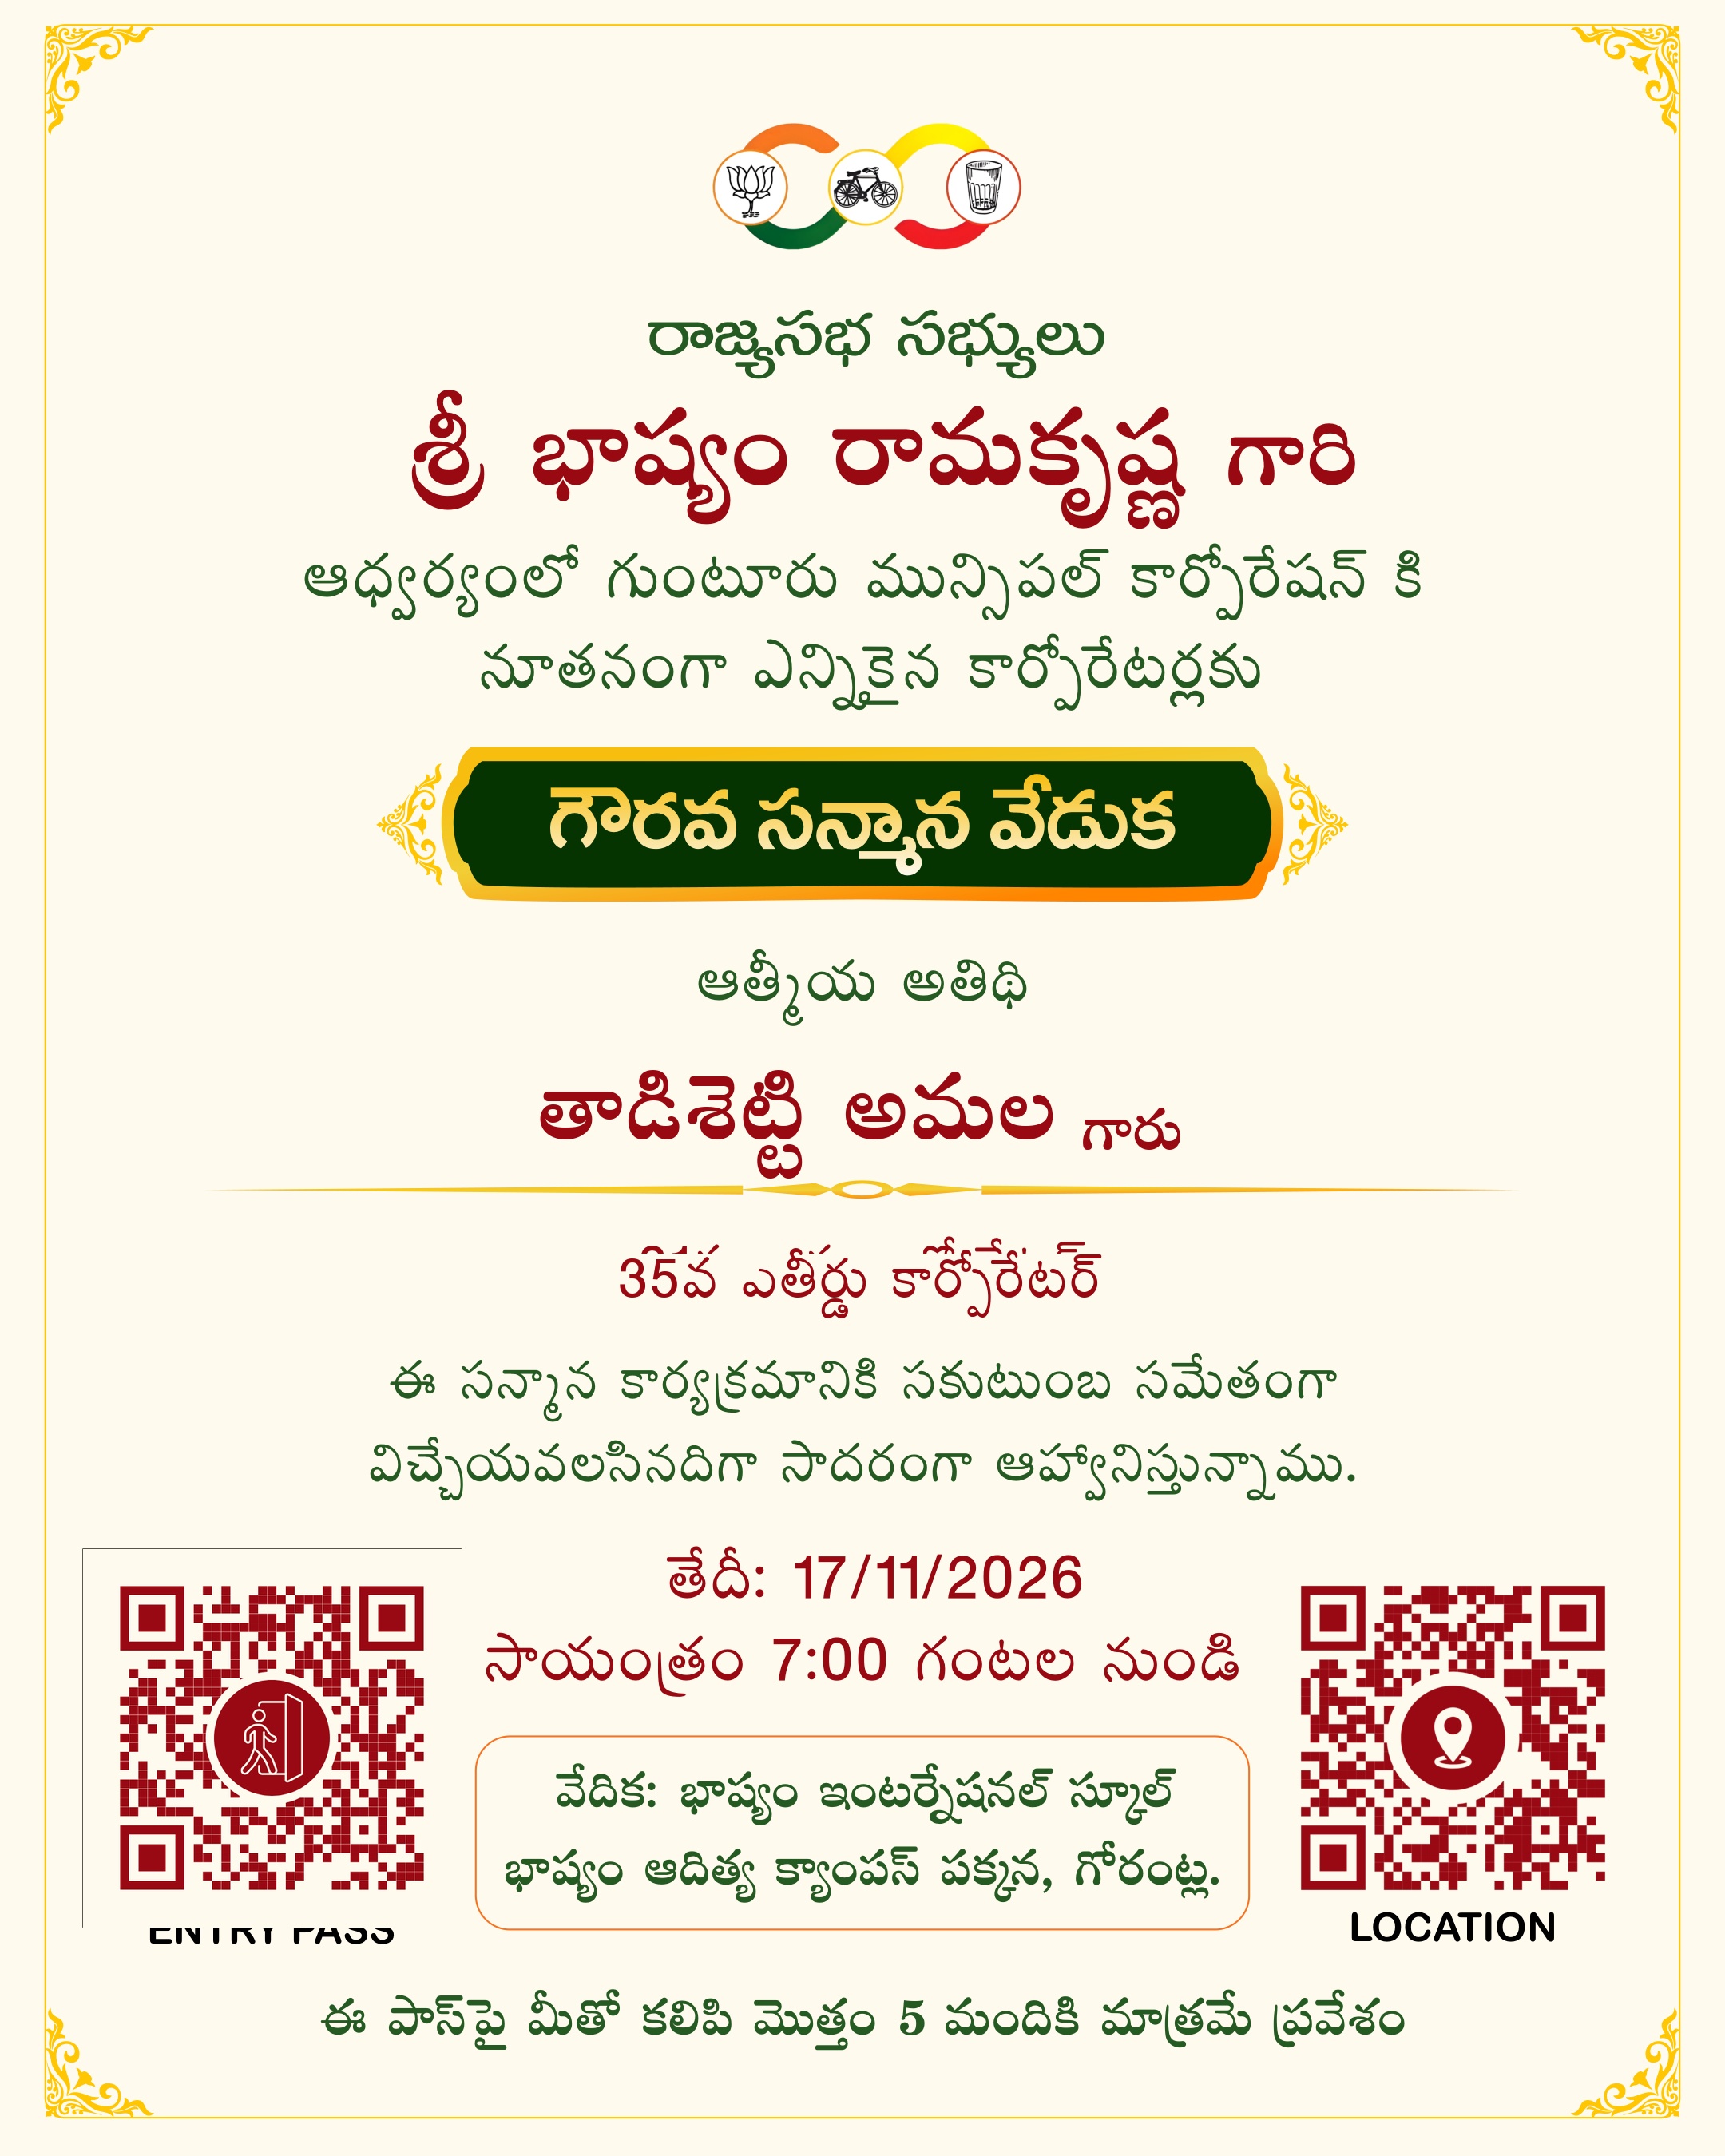 రాజ్యసభ సభ్యులు
శ్రీ భాష్యం రామకృష్ణ గారి
ఆధ్వర్యంలో గుంటూరు మున్సిపల్ కార్పోరేషన్ కి
నూతనంగా ఎన్నికైన కార్పోరేటర్లకు
గౌరవ సన్మాన వేడుక
ఆత్మీయ అతిథి
తాడిశెట్టి అమల గారు
35వ కార్పోరేటర్
ఈ సన్మాన కార్యక్రమానికి సకుటుంబ సమేతంగా
విచ్చేయవలసినదిగా సాదరంగా ఆహ్వానిస్తున్నాము.
తేదీ: 17/11/2026
సాయంత్రం 7:00 గంటల నుండి
వేదిక: భాష్యం ఇంటర్నేషనల్ స్కూల్
భాష్యం ఆదిత్య క్యాంపస్ పక్కన, గోరంట్ల.
ENTRY PASS
LOCATION
ఈ పాస్‌పై మీతో కలిపి మొత్తం 5 మందికి మాత్రమే ప్రవేశం